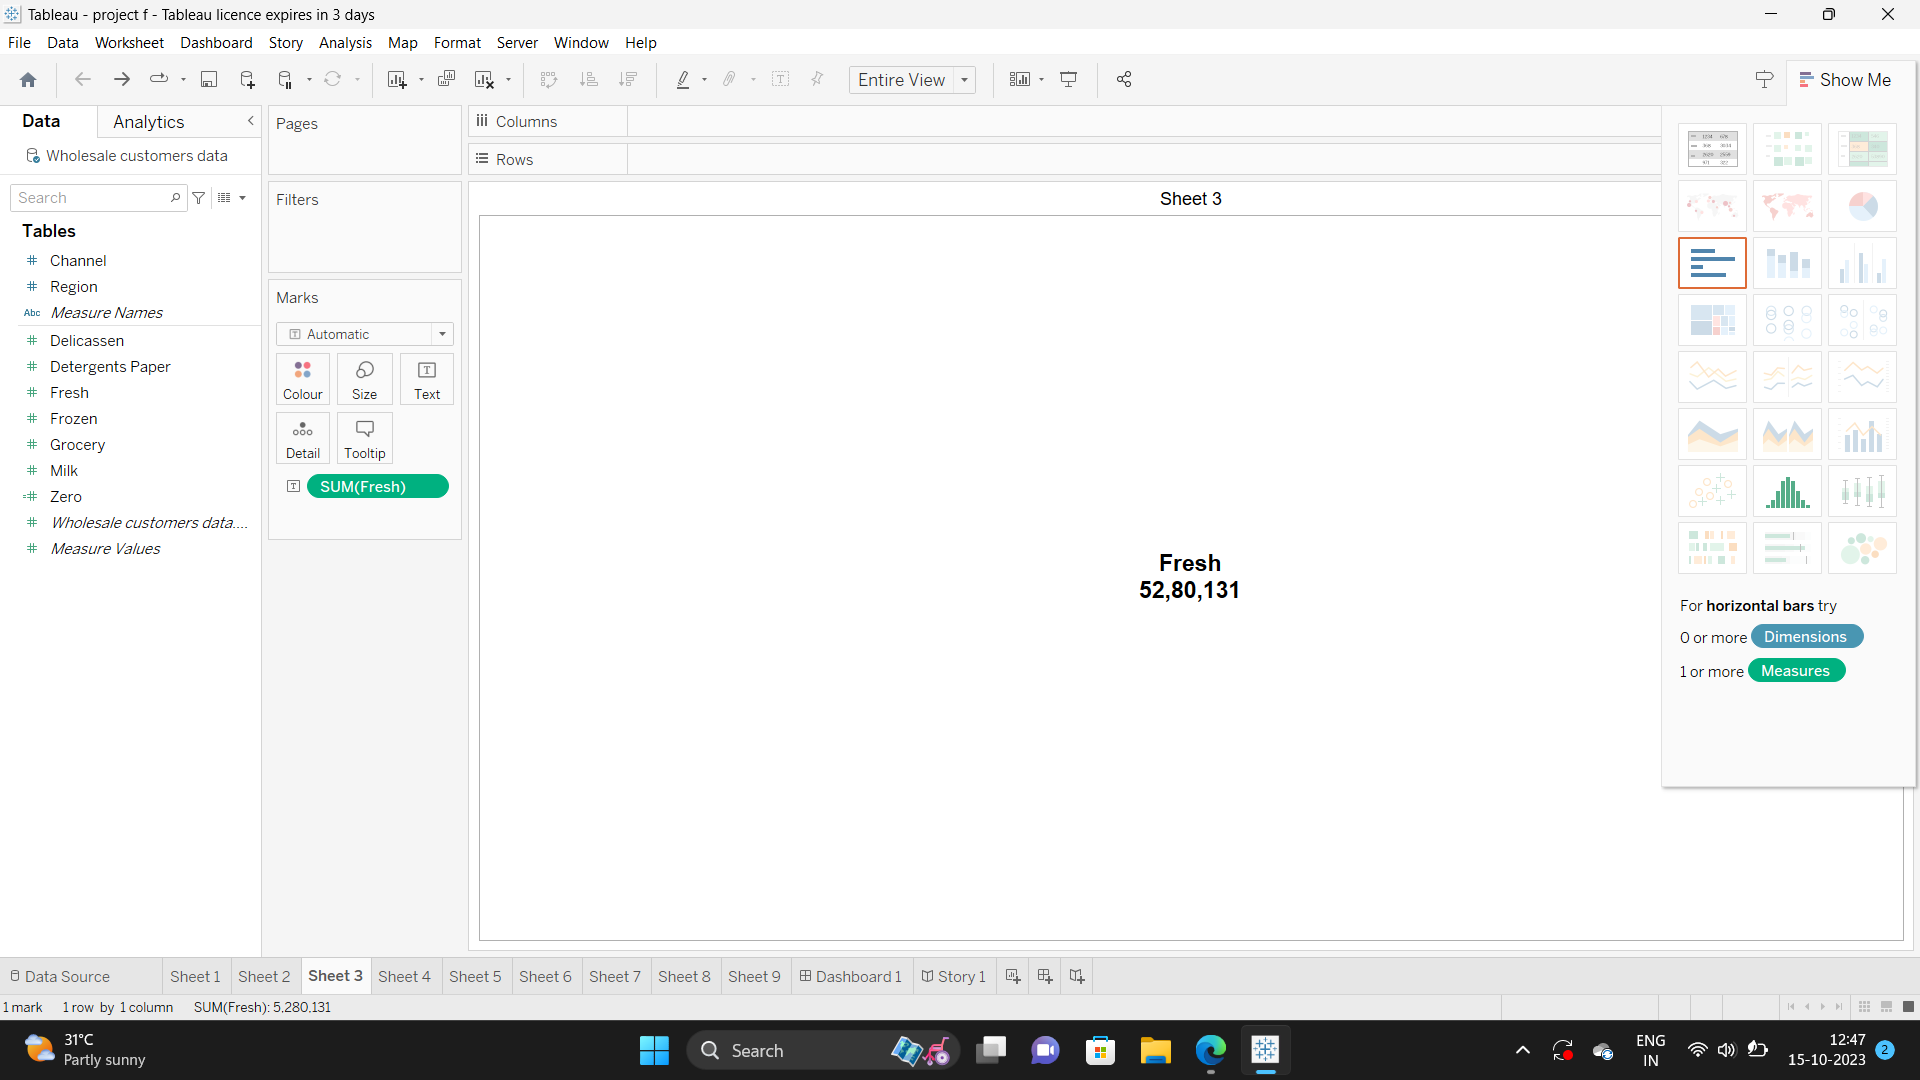 Tableau - project f - Tableau licence expires in 3 days
File Data Worksheet Dashboard Story Analysis Map Format Server Window Help
Entire View
Show Me
Data
Analytics
Wholesale customers data
Search
Tables
Channel
Region
Abc Measure Names
Delicassen
Detergents Paper
Fresh
Frozen
Grocery
Milk
Zero
Wholesale customers data....
Measure Values
Pages
Filters
Marks
Automatic
Colour
Size
Text
Detail
Tooltip
SUM(Fresh)
Columns
Rows
Sheet 3
Fresh
52,80,131
For horizontal bars try
0 or more Dimensions
1 or more Measures
Data Source Sheet 1 Sheet 2 Sheet 3 Sheet 4 Sheet 5 Sheet 6 Sheet 7 Sheet 8 Sheet 9 Dashboard 1 Story 1
1 mark 1 row by 1 column SUM(Fresh): 5,280,131
31°C
Partly sunny
Search
ENG
IN
12:47
15-10-2023
2